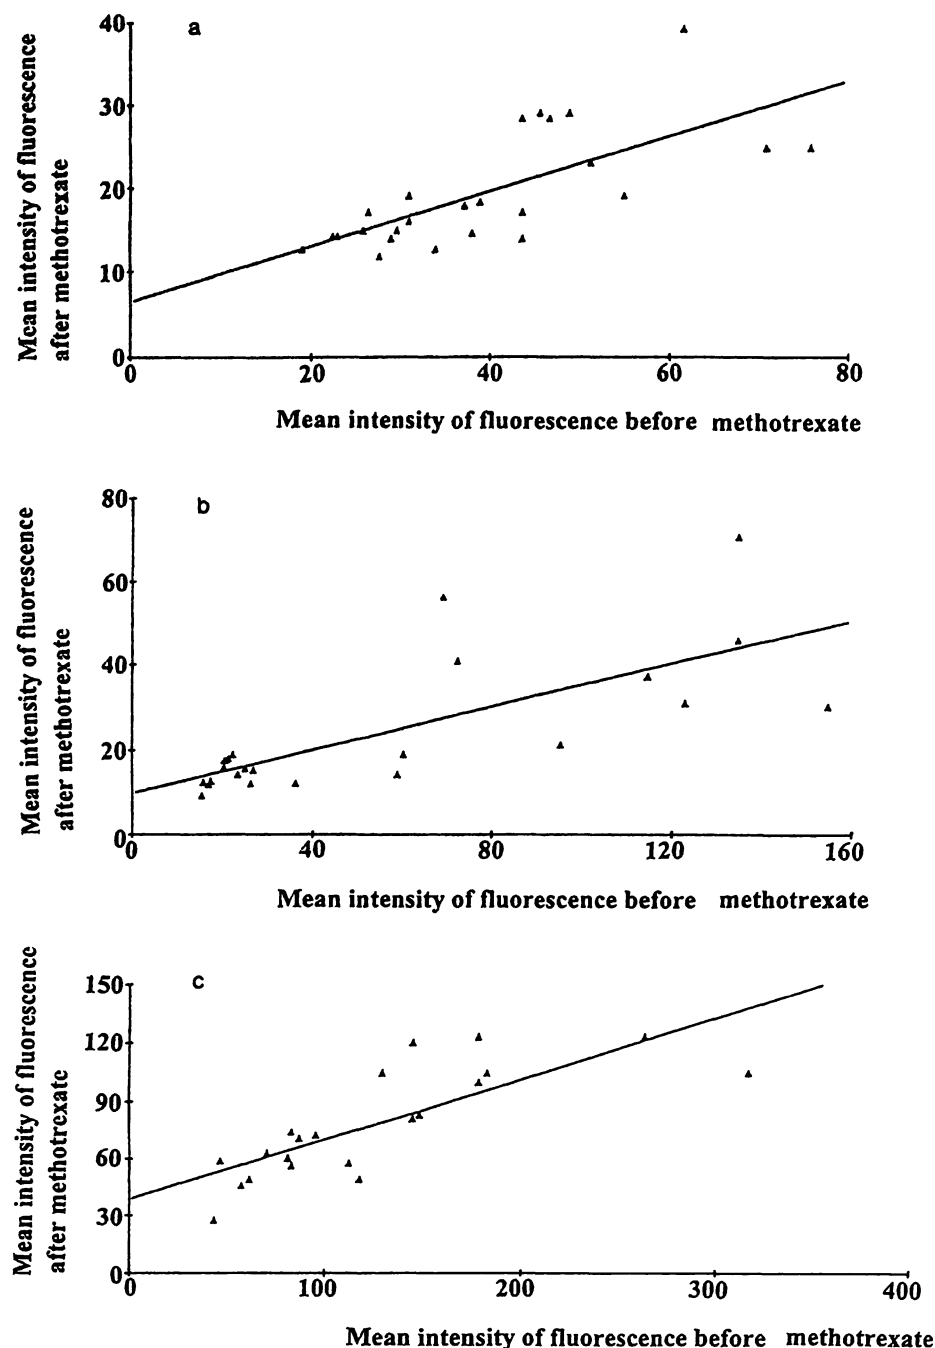 a
Mean intensity of fluorescence
after methotrexate
40
30
20
10
0
0 20 40 60 80
Mean intensity of fluorescence before methotrexate
b
Mean intensity of fluorescence
after methotrexate
80
60
40
20
0
0 40 80 120 160
Mean intensity of fluorescence before methotrexate
c
Mean intensity of fluorescence
after methotrexate
150
120
90
60
30
0
0 100 200 300 400
Mean intensity of fluorescence before methotrexate